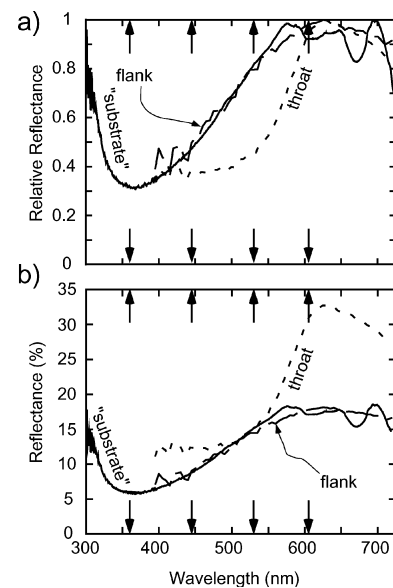 a)
1
0.8
0.6
0.4
0.2
0
Relative Reflectance
flank
"substrate"
throat
b)
35
30
25
20
15
10
5
0
Reflectance (%)
"substrate"
throat
flank
300 400 500 600 700
Wavelength (nm)